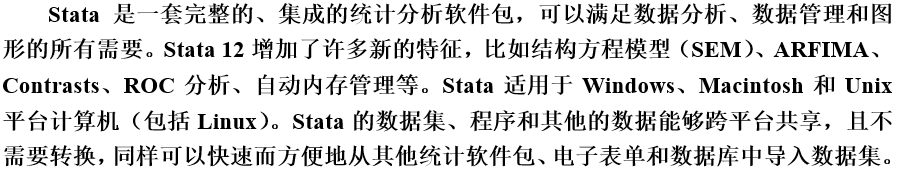 Stata 是一套完整的、集成的统计分析软件包，可以满足数据分析、数据管理和图
形的所有需要。Stata 12 增加了许多新的特征，比如结构方程模型（SEM）、ARFIMA、
Contrasts、ROC 分析、自动内存管理等。Stata 适用于 Windows、Macintosh 和 Unix
平台计算机（包括 Linux）。Stata 的数据集、程序和其他的数据能够跨平台共享，且不
需要转换，同样可以快速而方便地从其他统计软件包、电子表单和数据库中导入数据集。